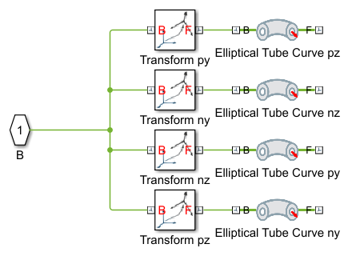 B F
B F
Transform py
Elliptical Tube Curve pz
B F
B F
Transform ny
Elliptical Tube Curve nz
1
B
B F
B F
Transform nz
Elliptical Tube Curve py
B F
B F
Transform pz
Elliptical Tube Curve ny